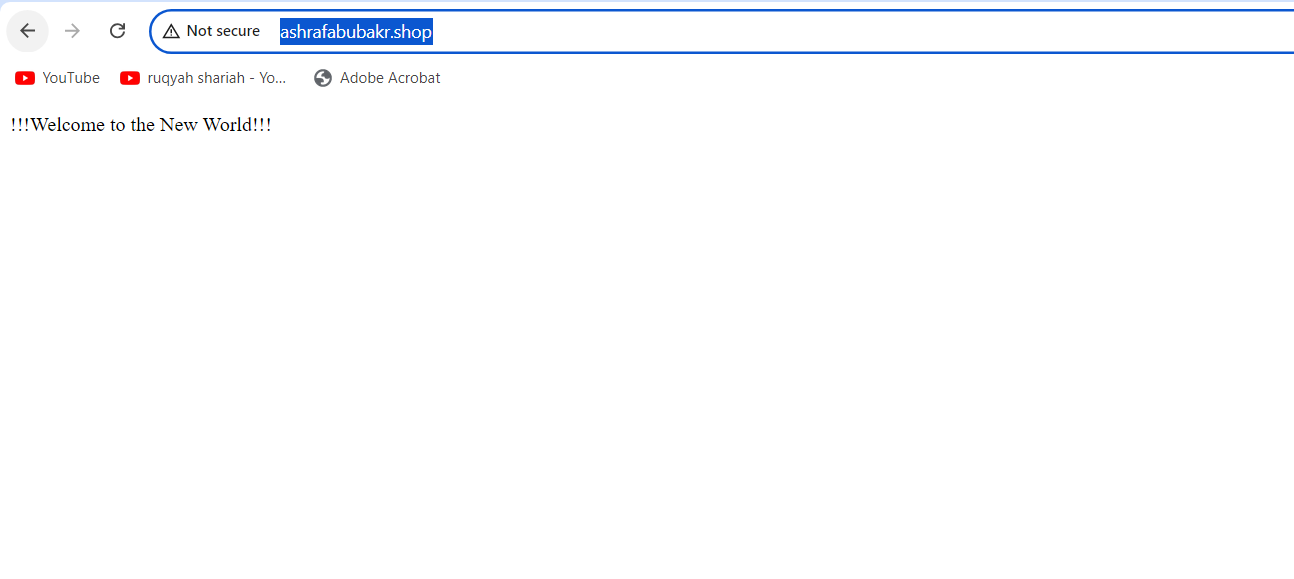 Not secure ashrafabubakr.shop
YouTube ruqyah shariah - Yo... Adobe Acrobat
!!!Welcome to the New World!!!